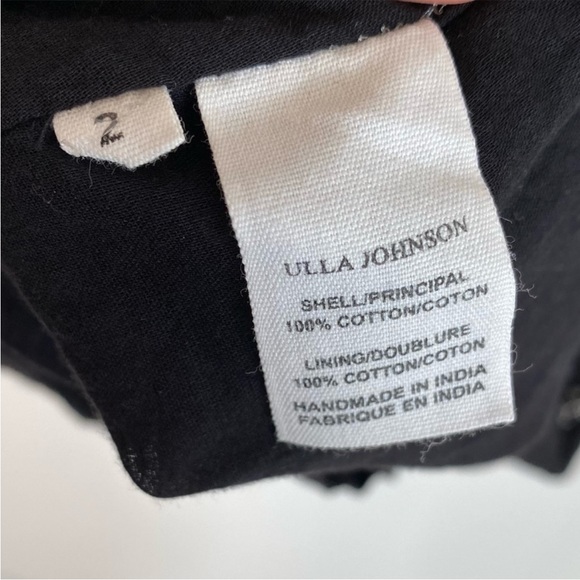 2
ULLA JOHNSON
SHELL/PRINCIPAL
100% COTTON/COTON
LINING/DOUBLURE
100% COTTON/COTON
HANDMADE IN INDIA
FABRIQUE EN INDIA